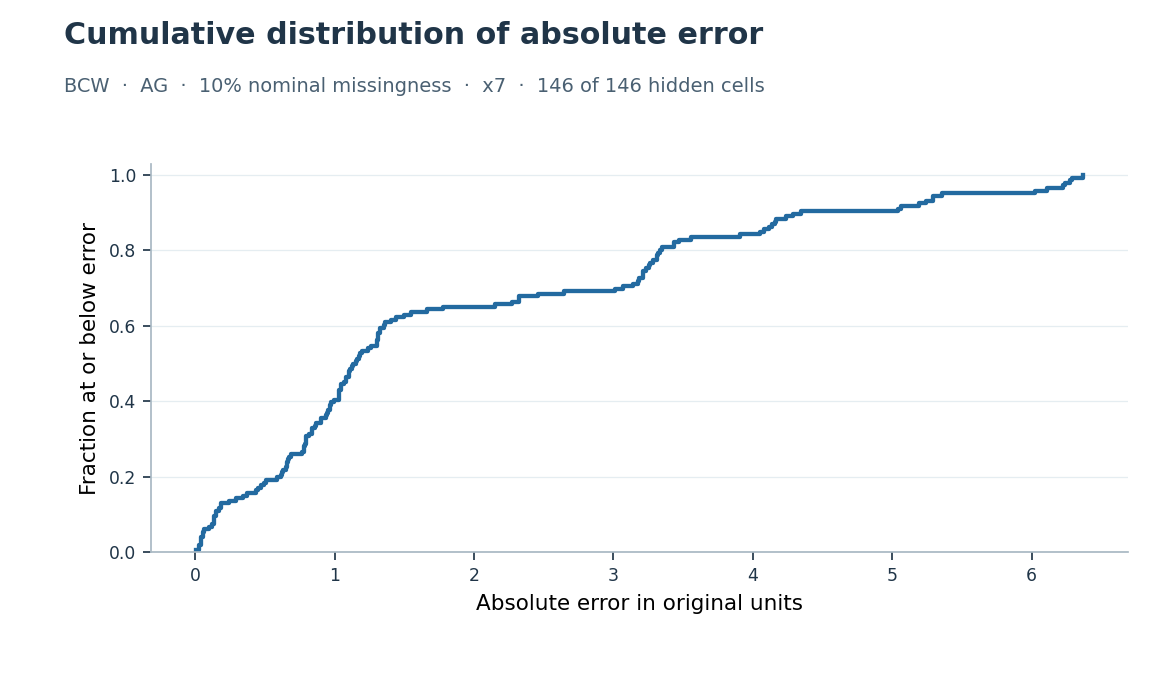 Cumulative distribution of absolute error
BCW · AG · 10% nominal missingness · x7 · 146 of 146 hidden cells
Fraction at or below error
1.0
0.8
0.6
0.4
0.2
0.0
0 1 2 3 4 5 6
Absolute error in original units